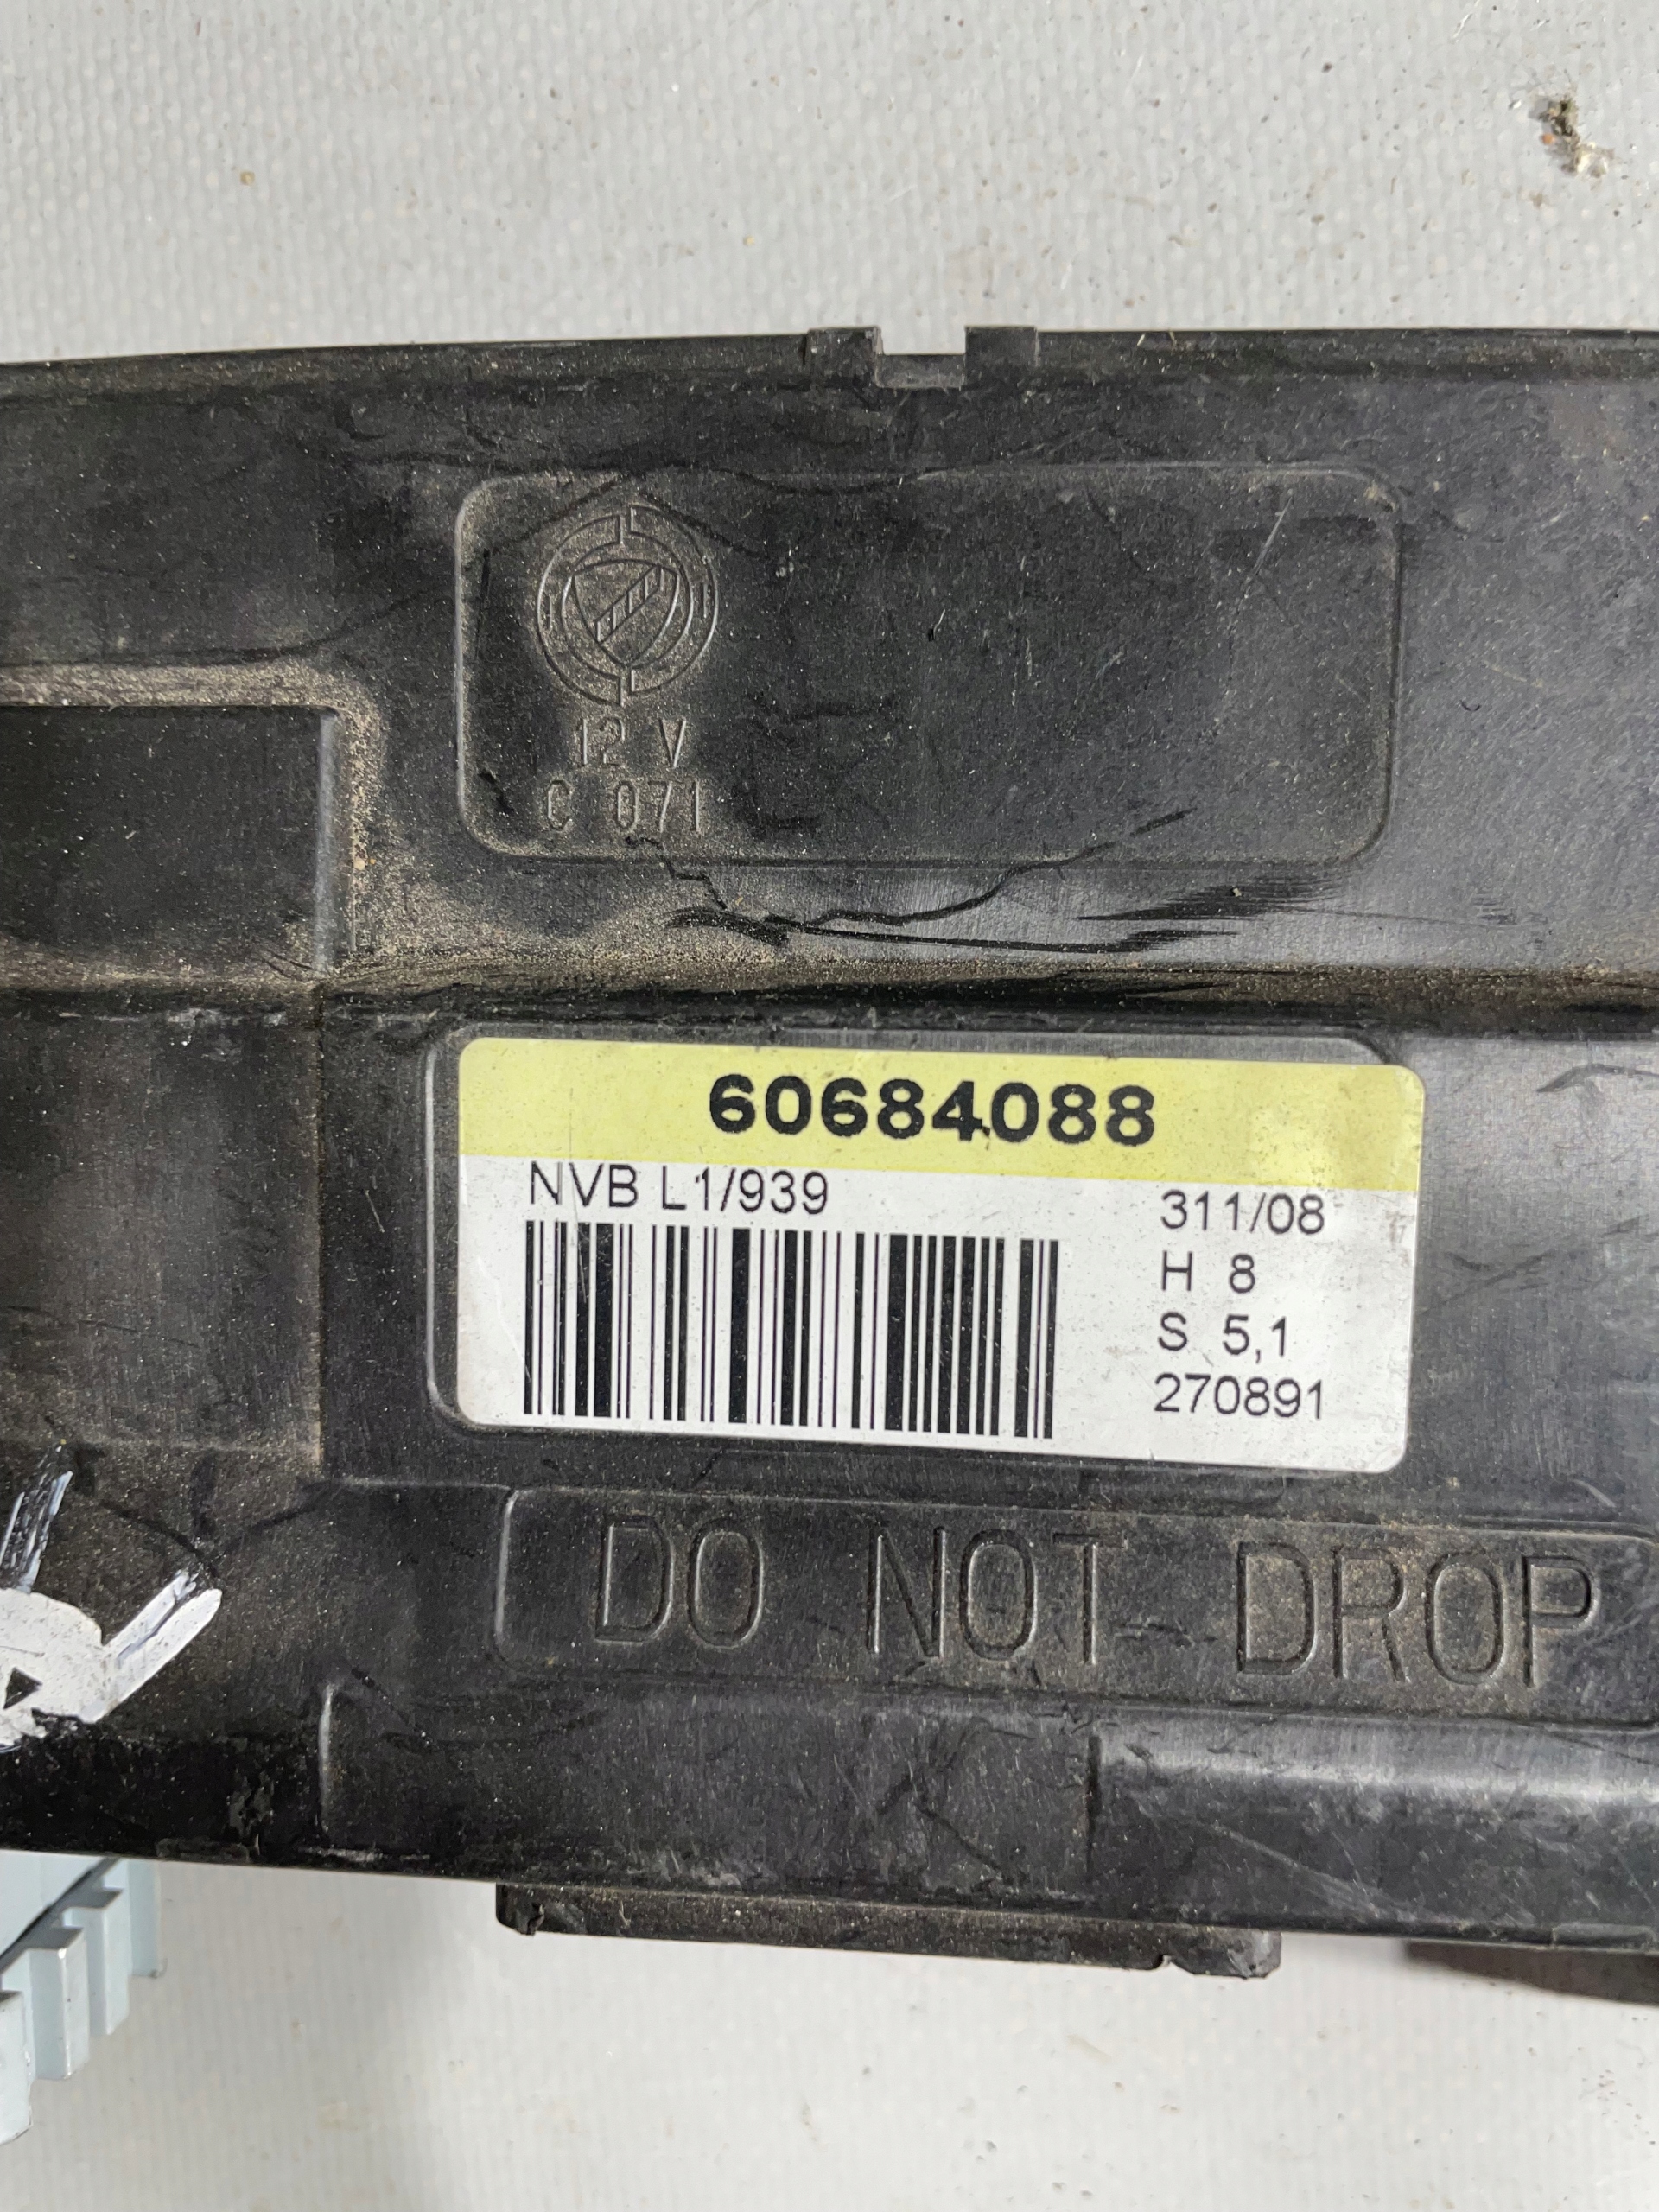 12 V
C 071
60684088
NVB L1/939
311/08
H 8
S 5,1
270891
DO NOT DROP